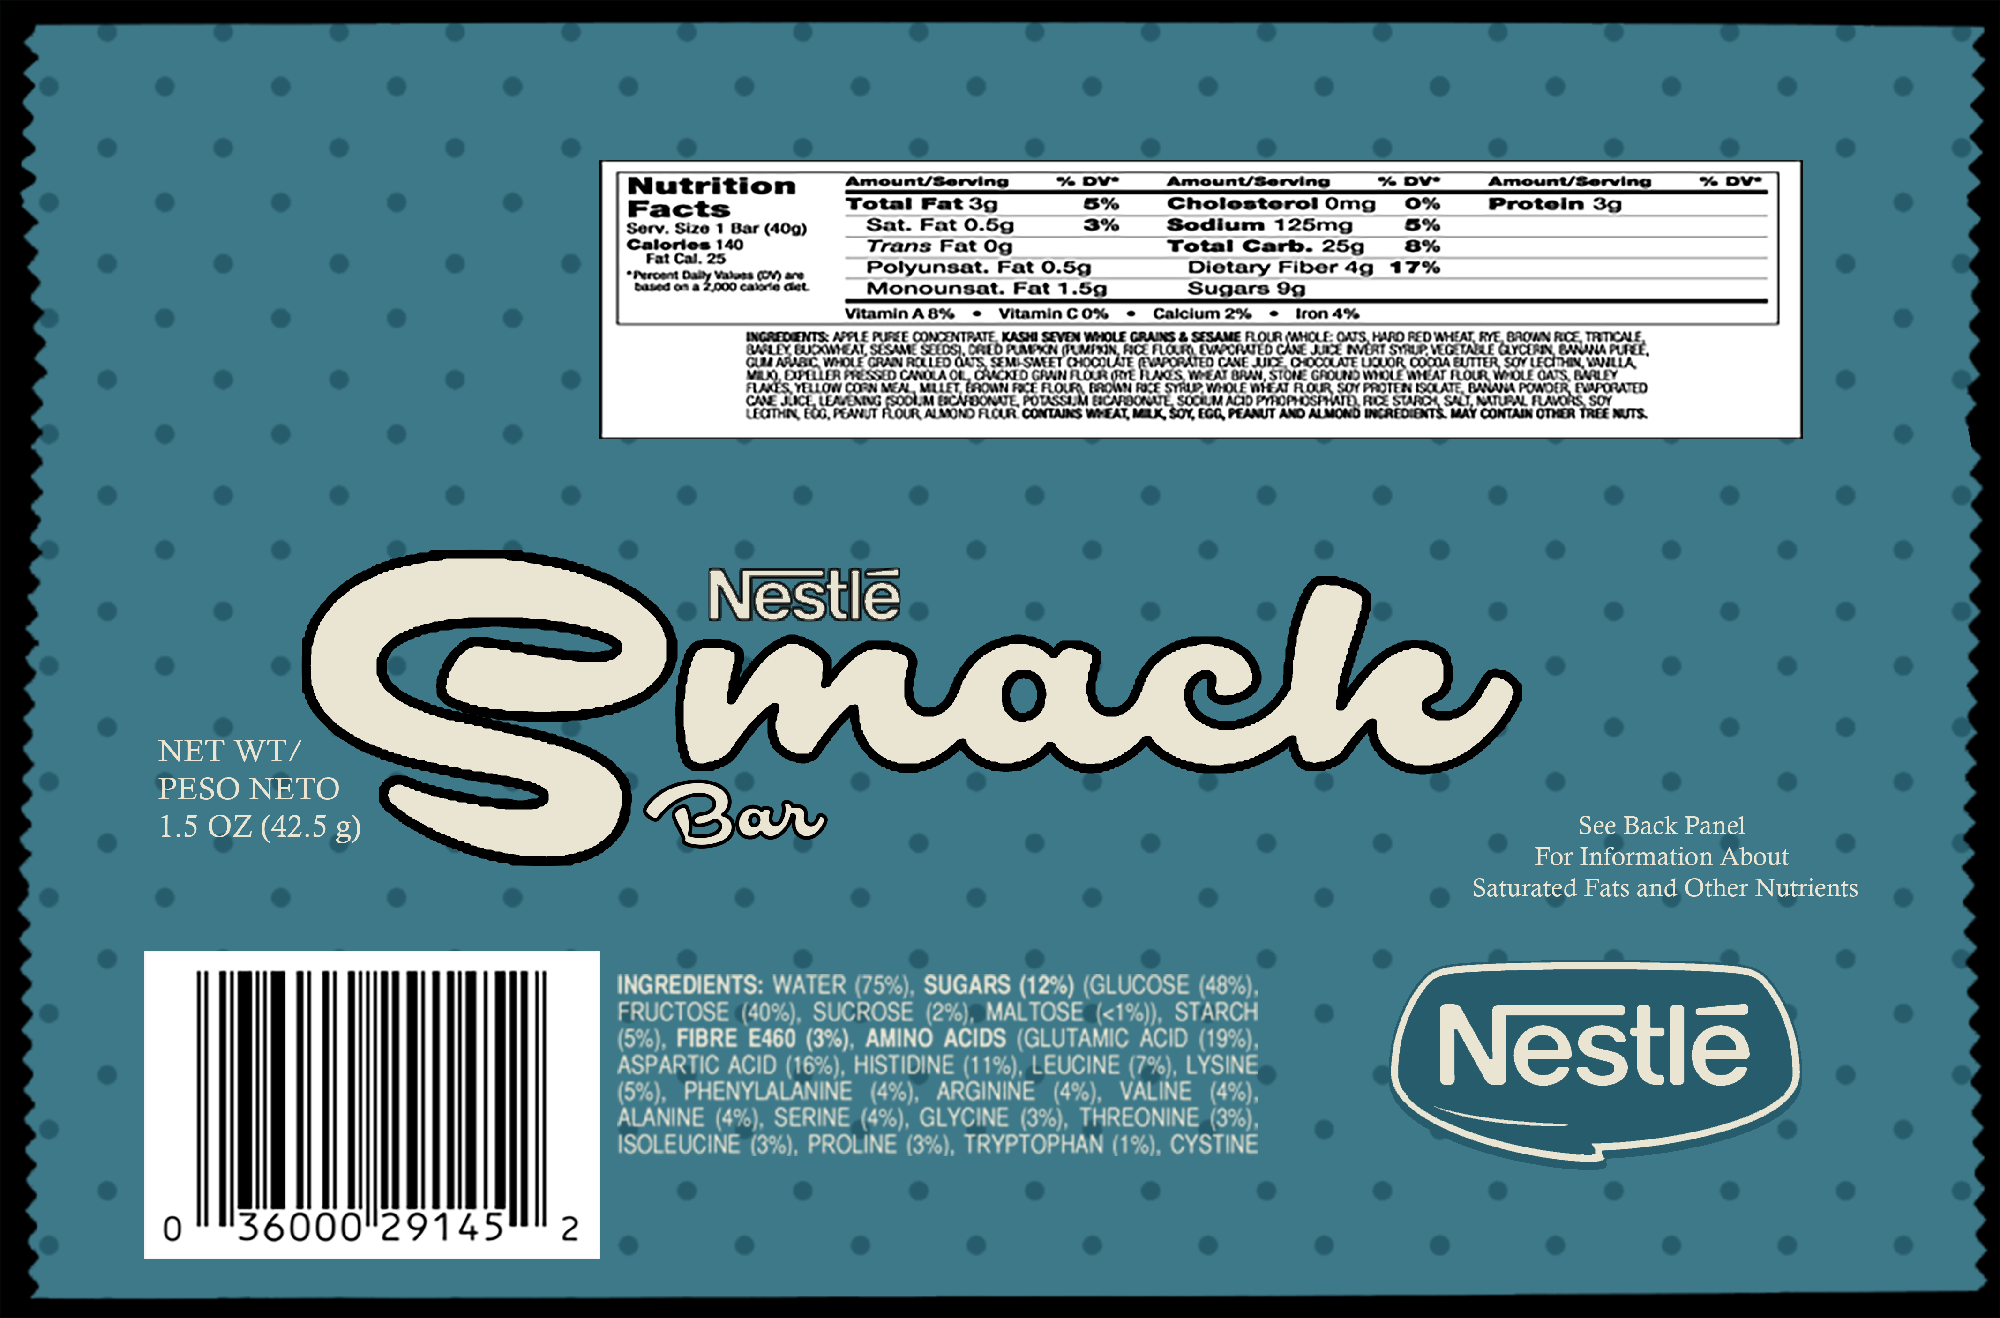 Nutrition
Facts
Serv. Size 1 Bar (40g)
Calories 140
Fat Cal. 25
*Percent Daily Values (DV) are
based on a 2,000 calorie diet.
Amount/Serving % DV* Amount/Serving % DV* Amount/Serving % DV*
Total Fat 3g 5% Cholesterol 0mg 0% Protein 3g
Sat. Fat 0.5g 3% Sodium 125mg 5%
Trans Fat 0g Total Carb. 25g 8%
Polyunsat. Fat 0.5g Dietary Fiber 4g 17%
Monounsat. Fat 1.5g Sugars 9g
Vitamin A 8% • Vitamin C 0% • Calcium 2% • Iron 4%
INGREDIENTS: APPLE PUREE CONCENTRATE, KASHI SEVEN WHOLE GRAINS & SESAME FLOUR (WHOLE: OATS, HARD RED WHEAT, RYE, BROWN RICE, TRITICALE,
BARLEY, BUCKWHEAT, SESAME SEEDS), DRIED PUMPKIN (PUMPKIN, RICE FLOUR), EVAPORATED CANE JUICE INVERT SYRUP, VEGETABLE GLYCERIN, BANANA PUREE,
GUM ARABIC, WHOLE GRAIN ROLLED OATS, SEMI-SWEET CHOCOLATE (EVAPORATED CANE JUICE, CHOCOLATE LIQUOR, COCOA BUTTER, SOY LECITHIN, VANILLA,
MILK), EXPELLER PRESSED CANOLA OIL, CRACKED GRAIN FLOUR (RYE FLAKES, WHEAT BRAN, STONE GROUND WHOLE WHEAT FLOUR, WHOLE OATS, BARLEY
FLAKES, YELLOW CORN MEAL, MILLET, BROWN RICE FLOUR), BROWN RICE SYRUP, WHOLE WHEAT FLOUR, SOY PROTEIN ISOLATE, BANANA POWDER, EVAPORATED
CANE JUICE, LEAVENING (SODIUM BICARBONATE, POTASSIUM BICARBONATE, SODIUM ACID PYROPHOSPHATE), RICE STARCH, SALT, NATURAL FLAVORS, SOY
LECITHIN, EGG, PEANUT FLOUR, ALMOND FLOUR. CONTAINS WHEAT, MILK, SOY, EGG, PEANUT AND ALMOND INGREDIENTS. MAY CONTAIN OTHER TREE NUTS.
Nestlé
Smack
Bar
NET WT/
PESO NETO
1.5 OZ (42.5 g)
See Back Panel
For Information About
Saturated Fats and Other Nutrients
INGREDIENTS: WATER (75%), SUGARS (12%) (GLUCOSE (48%),
FRUCTOSE (40%), SUCROSE (2%), MALTOSE (<1%)), STARCH
(5%), FIBRE E460 (3%), AMINO ACIDS (GLUTAMIC ACID (19%),
ASPARTIC ACID (16%), HISTIDINE (11%), LEUCINE (7%), LYSINE
(5%), PHENYLALANINE (4%), ARGININE (4%), VALINE (4%),
ALANINE (4%), SERINE (4%), GLYCINE (3%), THREONINE (3%),
ISOLEUCINE (3%), PROLINE (3%), TRYPTOPHAN (1%), CYSTINE
Nestlé
0 36000 29145 2